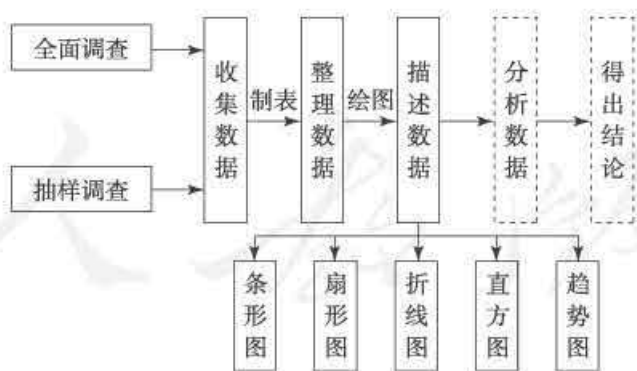 全面调查
抽样调查
收集数据
制表
整理数据
绘图
描述数据
分析数据
得出结论
条形图
扇形图
折线图
直方图
趋势图